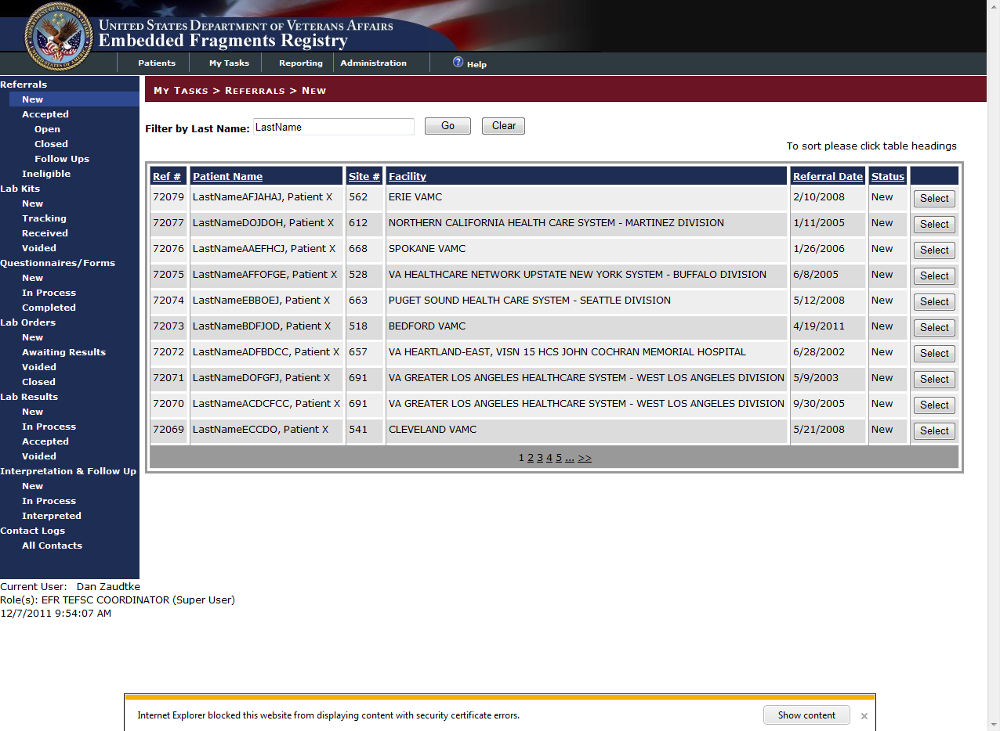 UNITED STATES DEPARTMENT OF VETERANS AFFAIRS
Embedded Fragments Registry
Patients My Tasks Reporting Administration ? Help
Referrals
New
Accepted
Open
Closed
Follow Ups
Ineligible
Lab Kits
New
Tracking
Received
Voided
Questionnaires/Forms
New
In Process
Completed
Lab Orders
New
Awaiting Results
Voided
Closed
Lab Results
New
In Process
Accepted
Voided
Interpretation & Follow Up
New
In Process
Interpreted
Contact Logs
All Contacts
Current User: Dan Zaudtke
Role(s): EFR TEFSC COORDINATOR (Super User)
12/7/2011 9:54:07 AM
MY TASKS > REFERRALS > NEW
Filter by Last Name: LastName Go Clear
To sort please click table headings
Ref # Patient Name Site # Facility Referral Date Status
72079 LastNameAFJAHAJ, Patient X 562 ERIE VAMC 2/10/2008 New Select
72077 LastNameDOJDOH, Patient X 612 NORTHERN CALIFORNIA HEALTH CARE SYSTEM - MARTINEZ DIVISION 1/11/2005 New Select
72076 LastNameAAEFHCJ, Patient X 668 SPOKANE VAMC 1/26/2006 New Select
72075 LastNameAFFOFGE, Patient X 528 VA HEALTHCARE NETWORK UPSTATE NEW YORK SYSTEM - BUFFALO DIVISION 6/8/2005 New Select
72074 LastNameEBBOEJ, Patient X 663 PUGET SOUND HEALTH CARE SYSTEM - SEATTLE DIVISION 5/12/2008 New Select
72073 LastNameBDFJOD, Patient X 518 BEDFORD VAMC 4/19/2011 New Select
72072 LastNameADFBDCC, Patient X 657 VA HEARTLAND-EAST, VISN 15 HCS JOHN COCHRAN MEMORIAL HOSPITAL 6/28/2002 New Select
72071 LastNameDOFGFJ, Patient X 691 VA GREATER LOS ANGELES HEALTHCARE SYSTEM - WEST LOS ANGELES DIVISION 5/9/2003 New Select
72070 LastNameACDCFCC, Patient X 691 VA GREATER LOS ANGELES HEALTHCARE SYSTEM - WEST LOS ANGELES DIVISION 9/30/2005 New Select
72069 LastNameECCDO, Patient X 541 CLEVELAND VAMC 5/21/2008 New Select
1 2 3 4 5 ... >>
Internet Explorer blocked this website from displaying content with security certificate errors. Show content ×